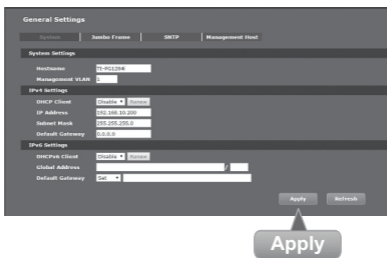 General Settings
System Jumbo Frame SNTP Management Host
System Settings
Hostname
Management VLAN 1
IPv4 Settings
DHCP Client Disable Renew
IP Address 192.168.10.200
Subnet Mask 255.255.255.0
Default Gateway 0.0.0.0
IPv6 Settings
DHCPv6 Client Disable Renew
Global Address /
Default Gateway Set
Apply Refresh
Apply